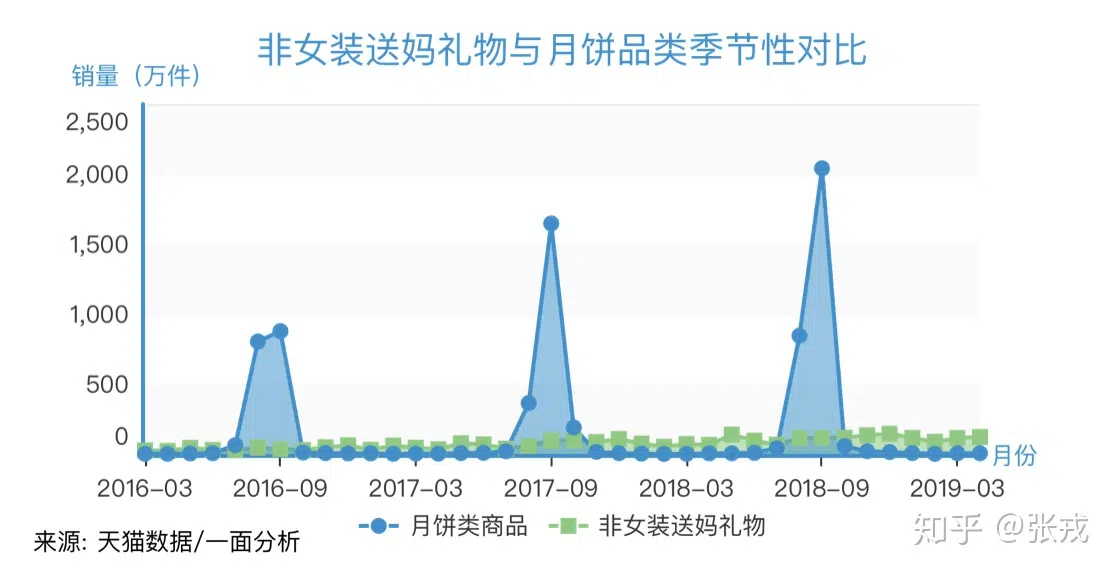 非女装送妈礼物与月饼品类季节性对比
销量（万件）
2,500
2,000
1,500
1,000
500
0
月份
2016-03 2016-09 2017-03 2017-09 2018-03 2018-09 2019-03
月饼类商品 非女装送妈礼物
来源: 天猫数据/一面分析
知乎 @张戎